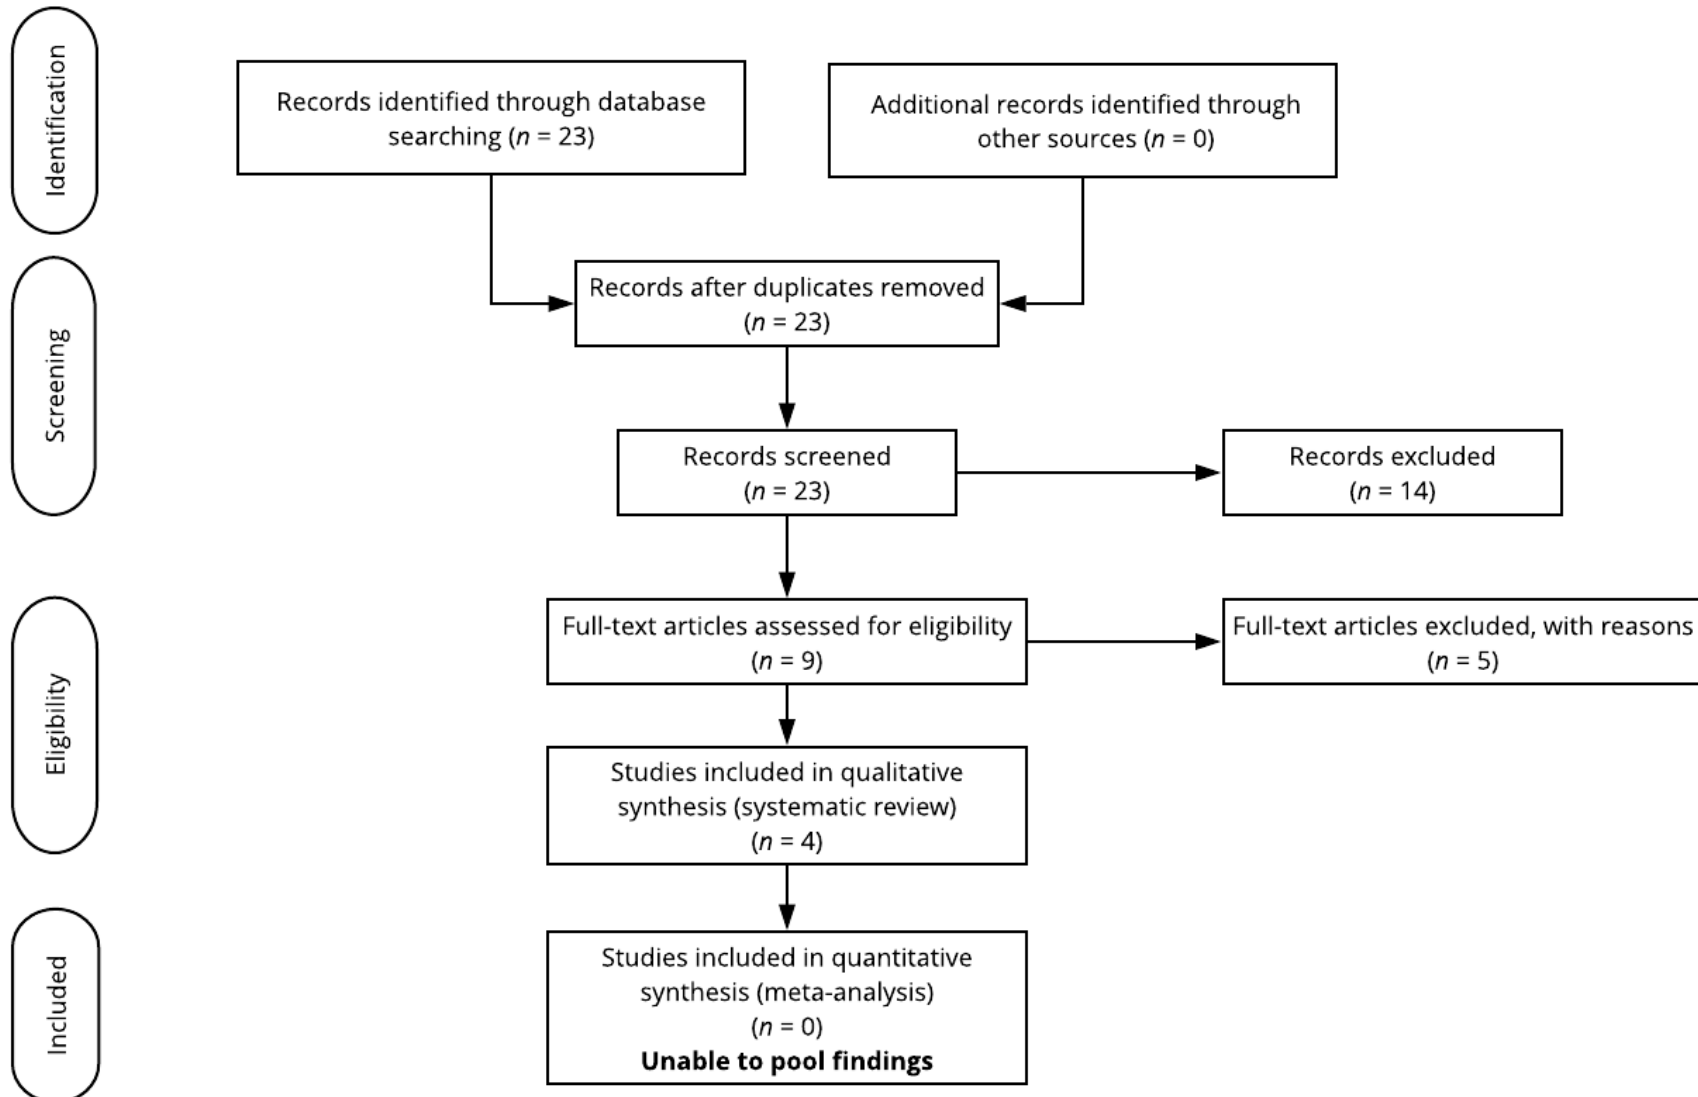 Identification
Records identified through database
searching (n = 23)
Additional records identified through
other sources (n = 0)
Screening
Records after duplicates removed
(n = 23)
Records screened
(n = 23)
Records excluded
(n = 14)
Eligibility
Full-text articles assessed for eligibility
(n = 9)
Full-text articles excluded, with reasons
(n = 5)
Studies included in qualitative
synthesis (systematic review)
(n = 4)
Included
Studies included in quantitative
synthesis (meta-analysis)
(n = 0)
Unable to pool findings